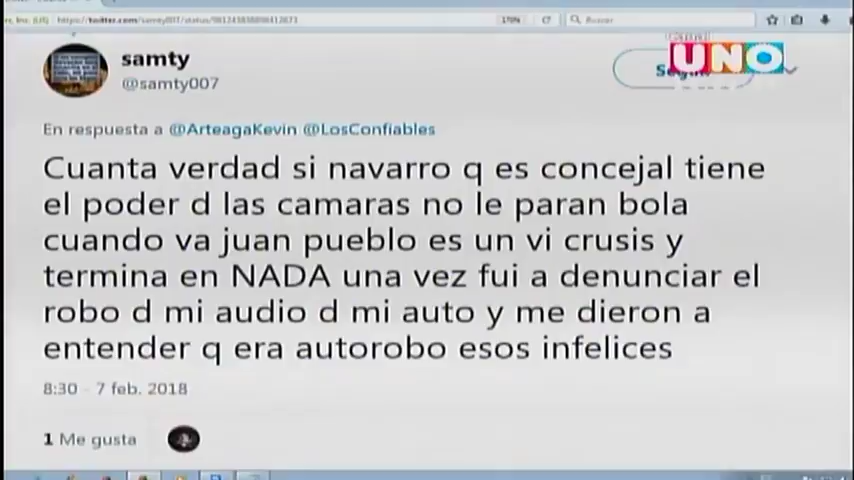 170%
Buscar
samty
@samty007
UNO
En respuesta a @ArteagaKevin @LosConfiables
Cuanta verdad si navarro q es concejal tiene
el poder d las camaras no le paran bola
cuando va juan pueblo es un vi crusis y
termina en NADA una vez fui a denunciar el
robo d mi audio d mi auto y me dieron a
entender q era autorobo esos infelices
8:30 - 7 feb. 2018
1 Me gusta